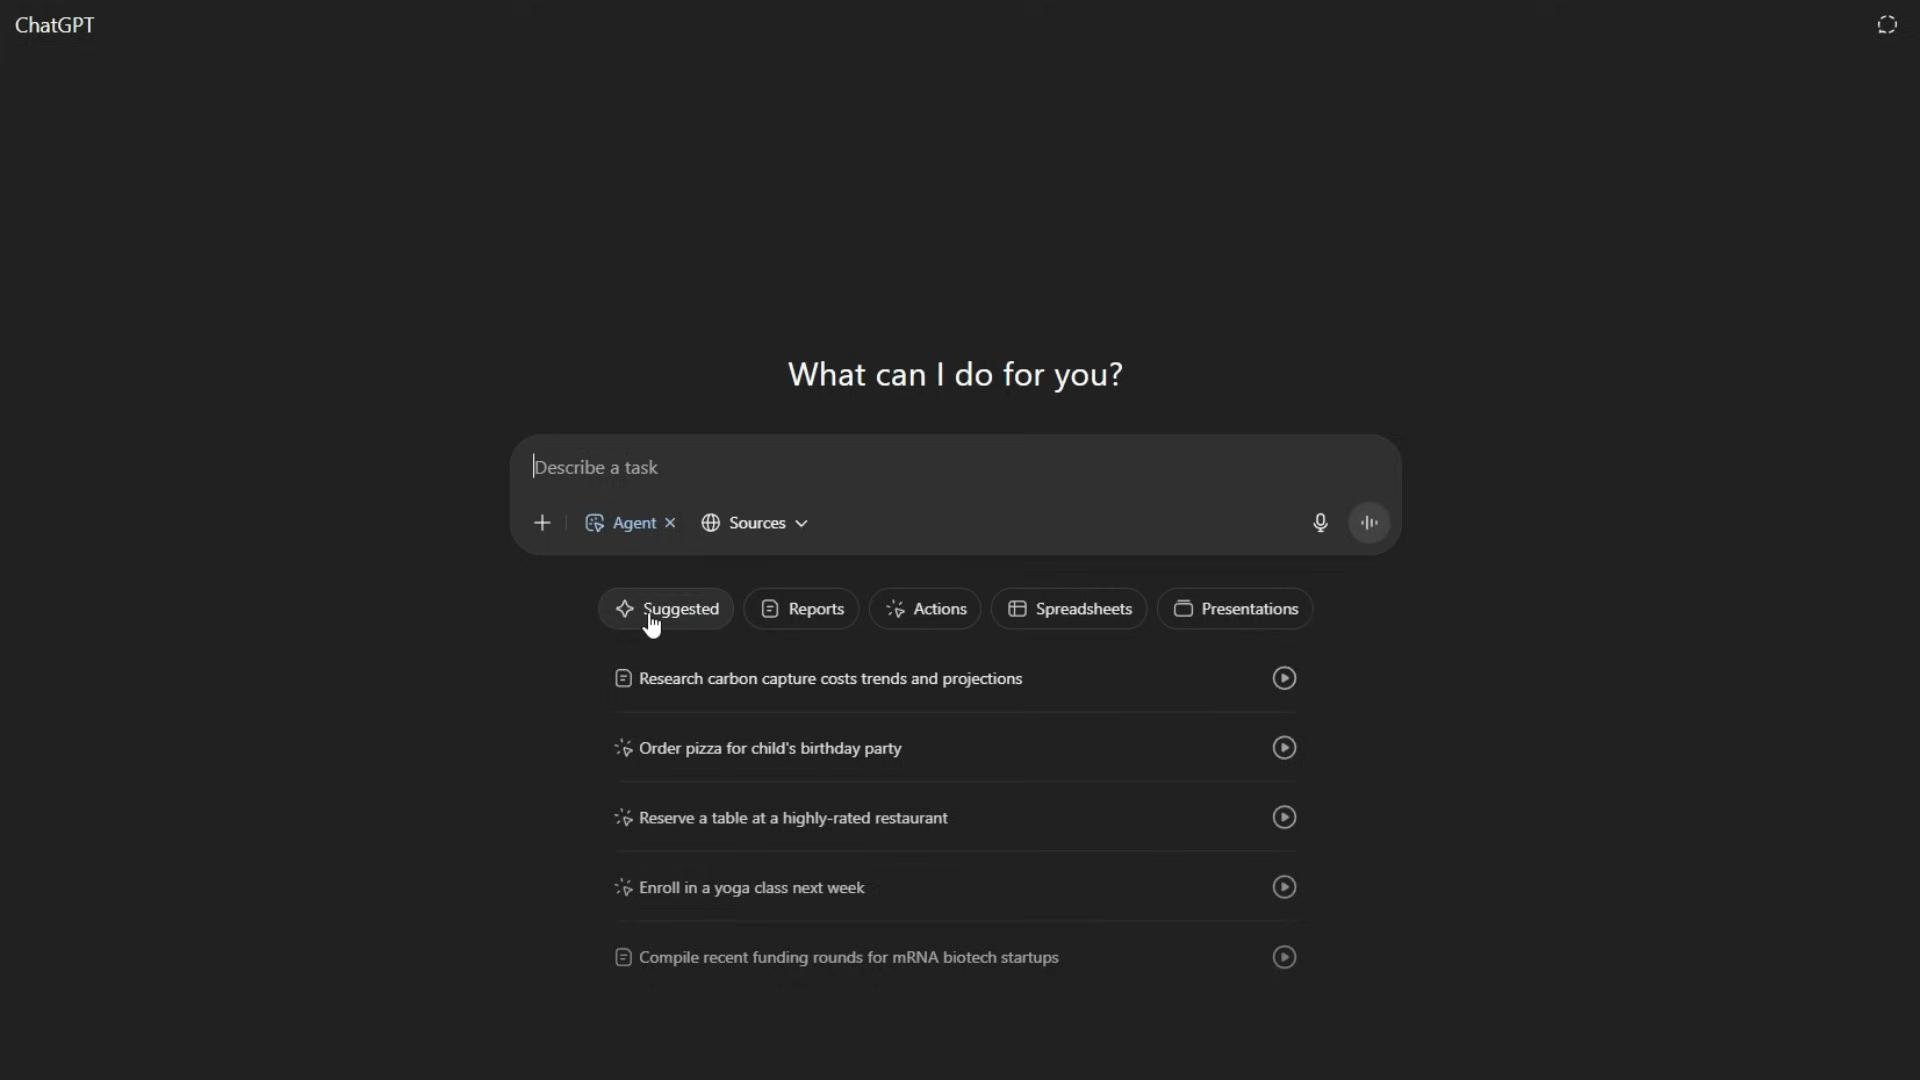 ChatGPT
What can I do for you?
Describe a task
Agent
Sources
Suggested
Reports
Actions
Spreadsheets
Presentations
Research carbon capture costs trends and projections
Order pizza for child's birthday party
Reserve a table at a highly-rated restaurant
Enroll in a yoga class next week
Compile recent funding rounds for mRNA biotech startups